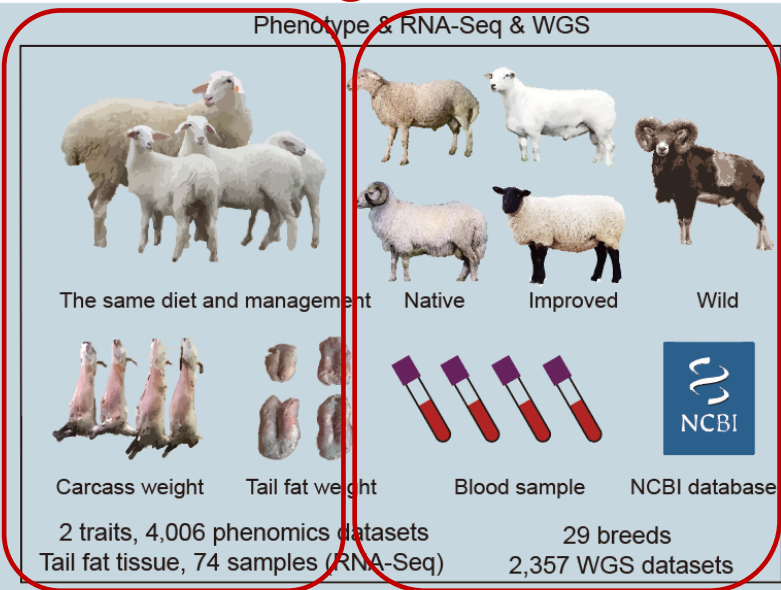 Phenotype & RNA-Seq & WGS
The same diet and management
Native
Improved
Wild
NCBI
Carcass weight
Tail fat weight
Blood sample
NCBI database
2 traits, 4,006 phenomics datasets
Tail fat tissue, 74 samples (RNA-Seq)
29 breeds
2,357 WGS datasets